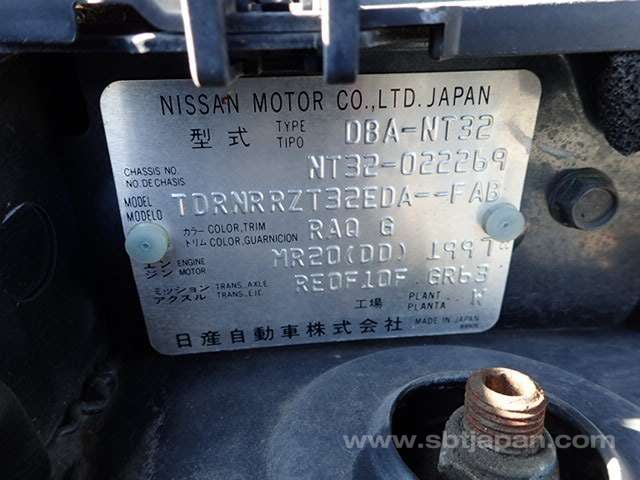 NISSAN MOTOR CO.,LTD. JAPAN
型式 TYPE TIPO DBA-NT32
CHASSIS NO. NO. DE CHASIS NT32-022269
MODEL MODELO TDRNRRZT32EDA--FAB
カラー COLOR, TRIM トリム COLOR, GUARNICION RAQ G
エンジン ENGINE MOTOR MR20(DD) 1997
ミッション TRANS. AXLE アクスル TRANS., EJE RE0F10F GR63
工場 PLANT PLANTA W
日産自動車株式会社 MADE IN JAPAN
www.sbtjapan.com